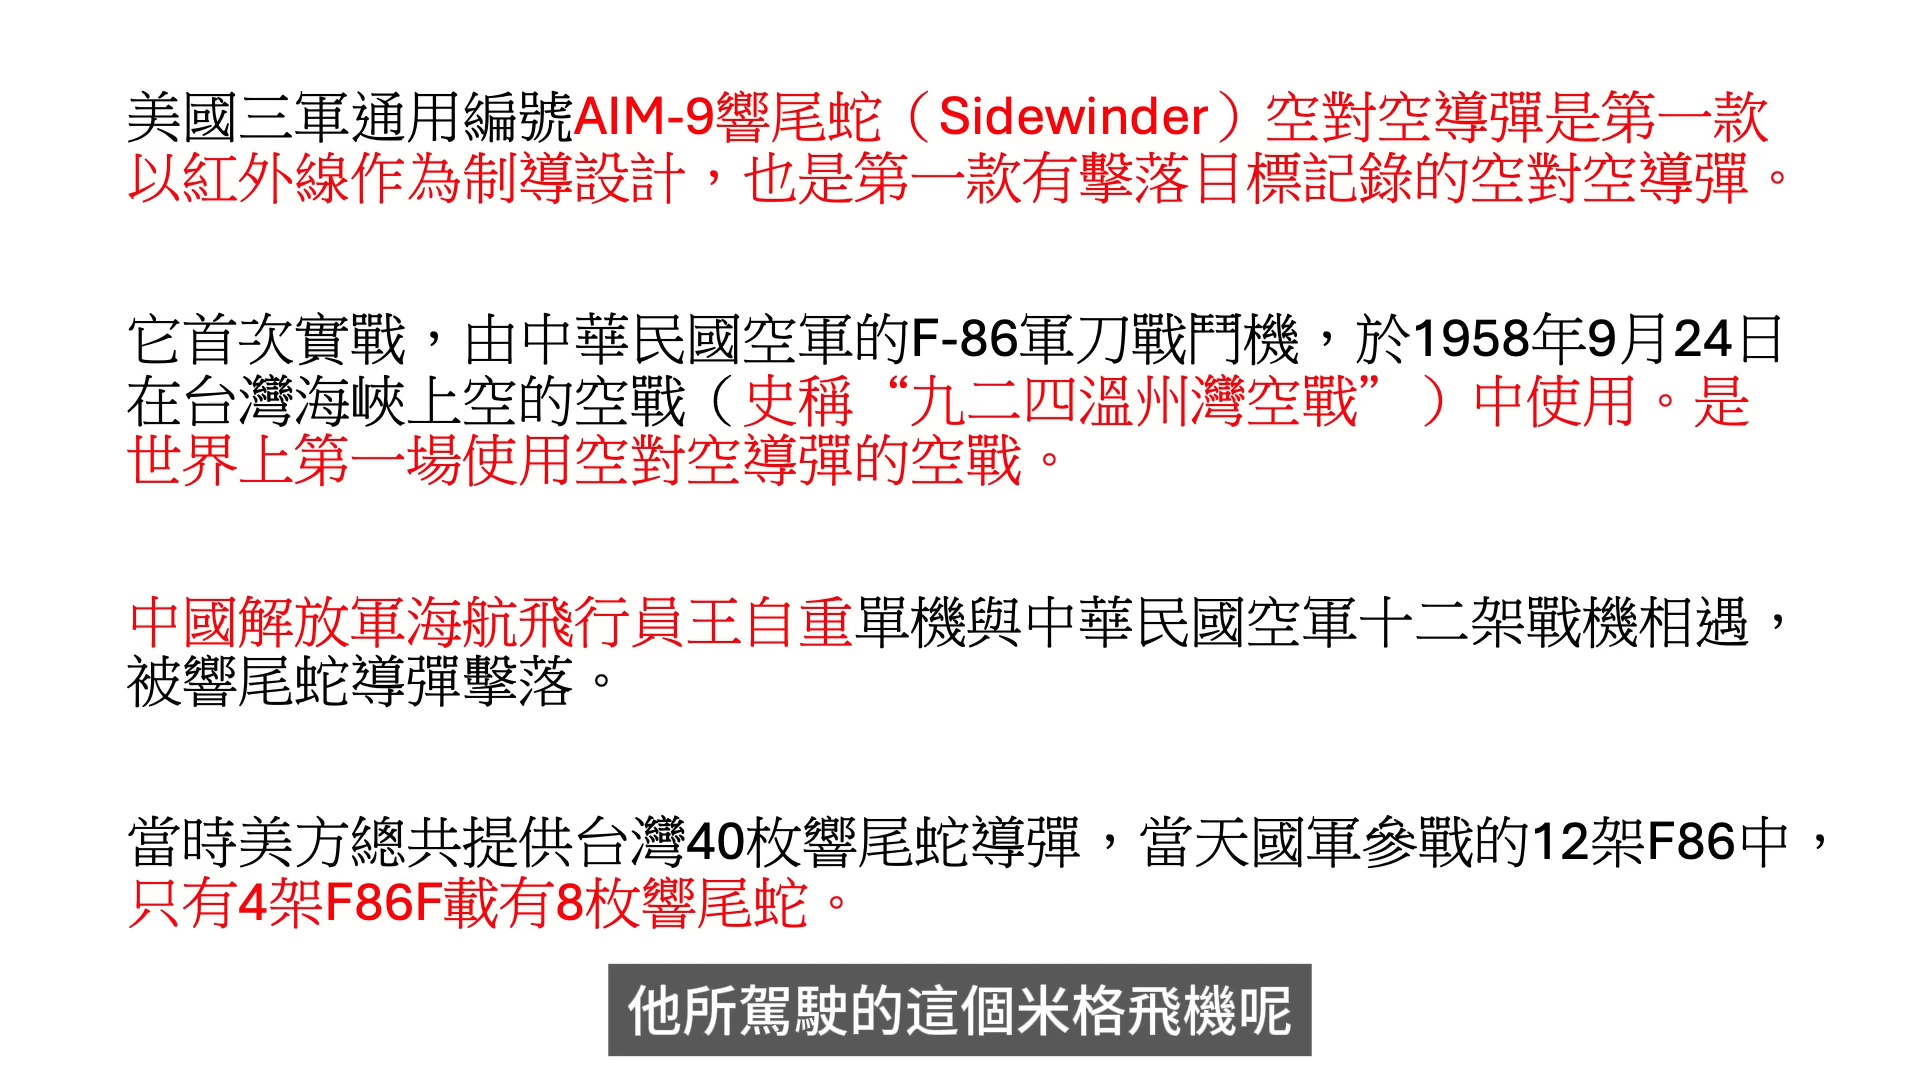 美國三軍通用編號AIM-9響尾蛇（Sidewinder）空對空導彈是第一款
以紅外線作為制導設計，也是第一款有擊落目標記錄的空對空導彈。
它首次實戰，由中華民國空軍的F-86軍刀戰鬥機，於1958年9月24日
在台灣海峽上空的空戰（史稱“九二四溫州灣空戰”）中使用。是
世界上第一場使用空對空導彈的空戰。
中國解放軍海航飛行員王自重單機與中華民國空軍十二架戰機相遇，
被響尾蛇導彈擊落。
當時美方總共提供台灣40枚響尾蛇導彈，當天國軍參戰的12架F86中，
只有4架F86F載有8枚響尾蛇。
他所駕駛的這個米格飛機呢